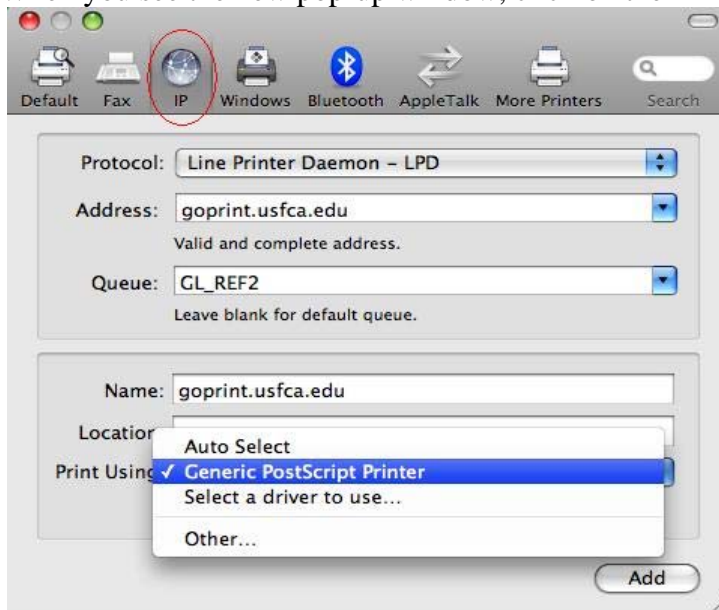 Default Fax IP Windows Bluetooth AppleTalk More Printers Search
Protocol: Line Printer Daemon – LPD
Address: goprint.usfca.edu
Valid and complete address.
Queue: GL_REF2
Leave blank for default queue.
Name: goprint.usfca.edu
Location
Auto Select
Print Using ✓ Generic PostScript Printer
Select a driver to use...
Other...
Add